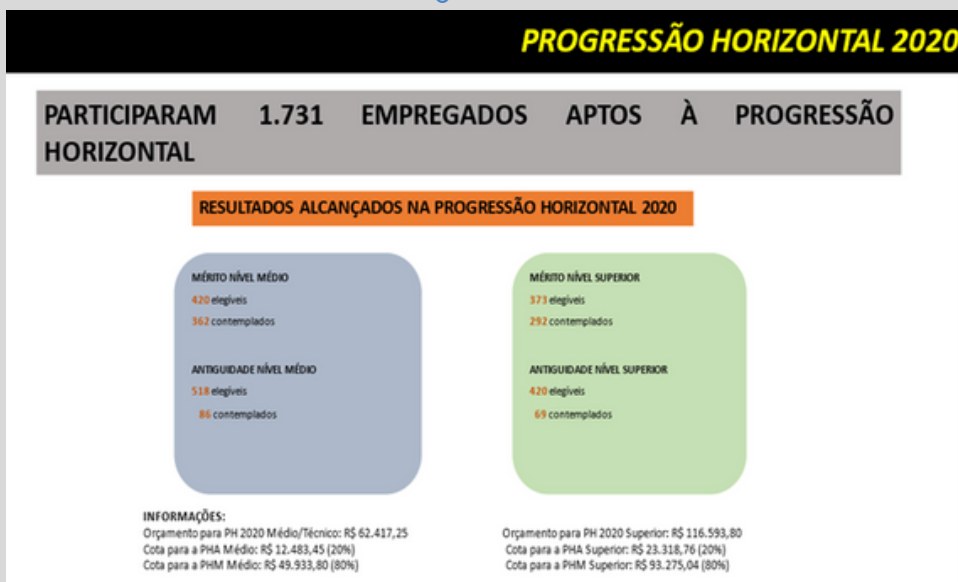 PROGRESSÃO HORIZONTAL 2020
PARTICIPARAM 1.731 EMPREGADOS APTOS À PROGRESSÃO
HORIZONTAL
RESULTADOS ALCANÇADOS NA PROGRESSÃO HORIZONTAL 2020
MÉRITO NÍVEL MÉDIO
420 elegíveis
362 contemplados
ANTIGUIDADE NÍVEL MÉDIO
518 elegíveis
86 contemplados
MÉRITO NÍVEL SUPERIOR
373 elegíveis
292 contemplados
ANTIGUIDADE NÍVEL SUPERIOR
420 elegíveis
69 contemplados
INFORMAÇÕES:
Orçamento para PH 2020 Médio/Técnico: R$ 62.417,25
Cota para a PHA Médio: R$ 12.483,45 (20%)
Cota para a PHM Médio: R$ 49.933,80 (80%)
Orçamento para PH 2020 Superior: R$ 116.593,80
Cota para a PHA Superior: R$ 23.318,76 (20%)
Cota para a PHM Superior: R$ 93.275,04 (80%)